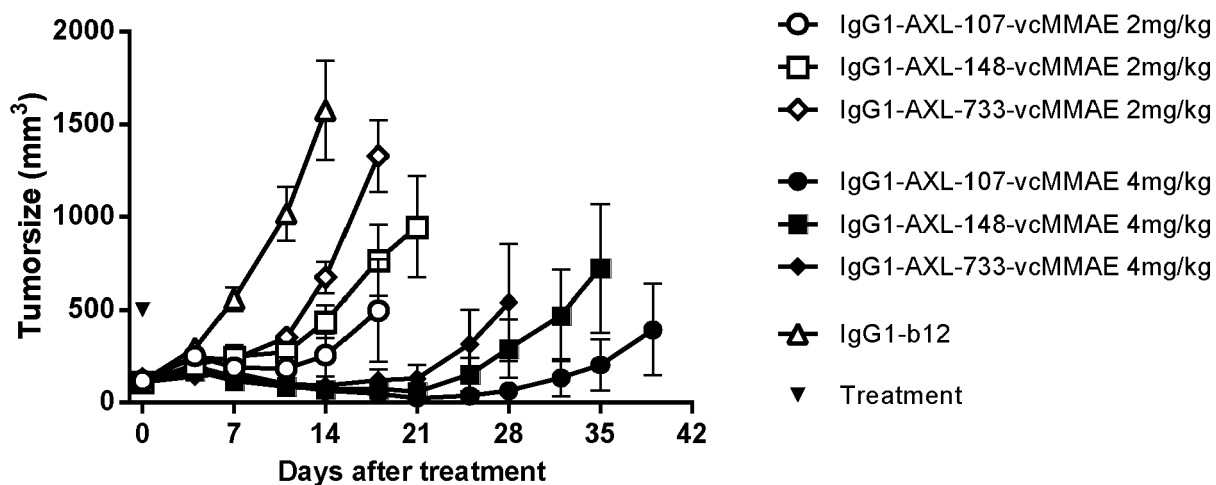 2000
1500
1000
500
0
Tumorsize (mm³)
0 7 14 21 28 35 42
Days after treatment
IgG1-AXL-107-vcMMAE 2mg/kg
IgG1-AXL-148-vcMMAE 2mg/kg
IgG1-AXL-733-vcMMAE 2mg/kg
IgG1-AXL-107-vcMMAE 4mg/kg
IgG1-AXL-148-vcMMAE 4mg/kg
IgG1-AXL-733-vcMMAE 4mg/kg
IgG1-b12
Treatment